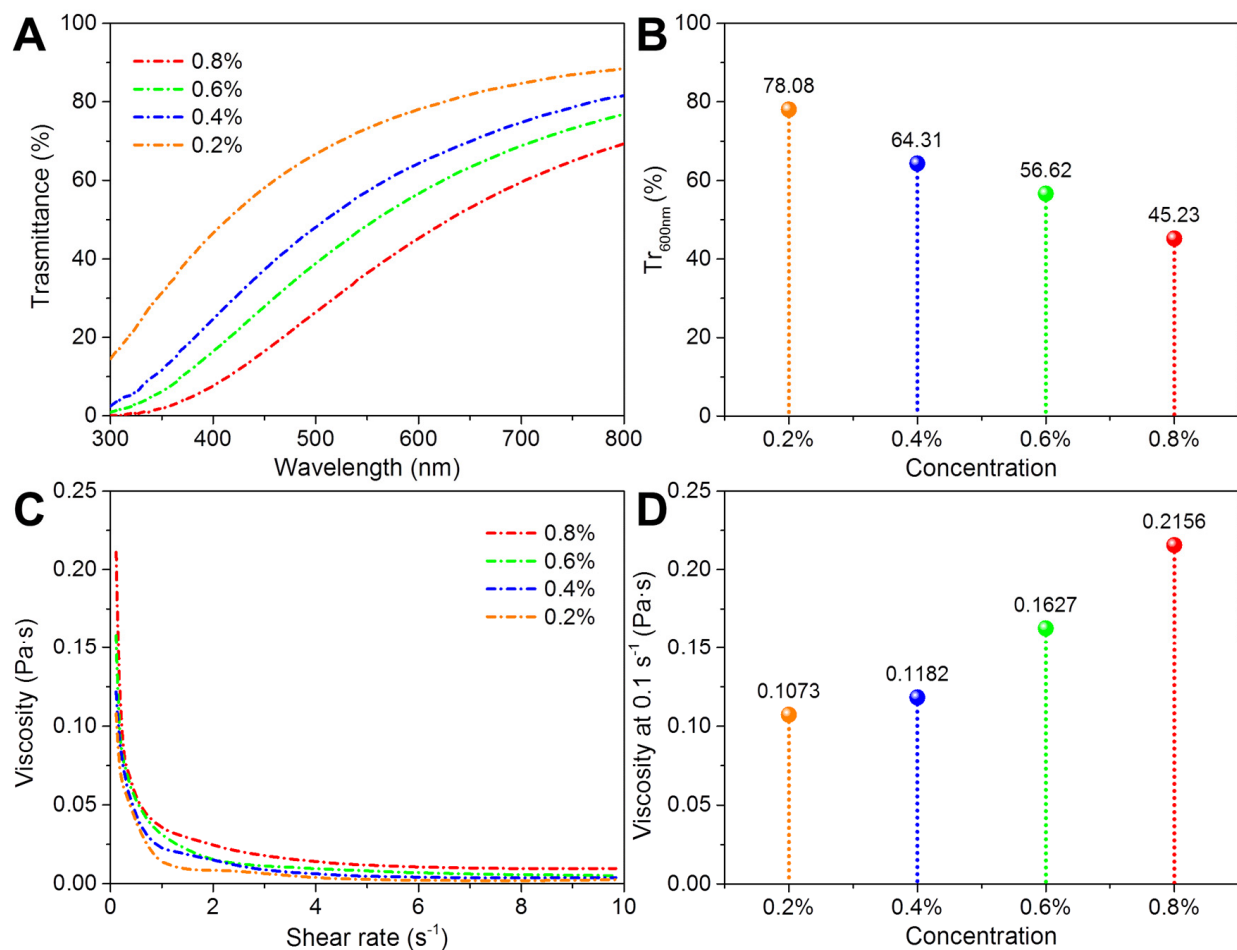 A
100
80
60
40
20
0
Trasmittance (%)
0.8%
0.6%
0.4%
0.2%
300 400 500 600 700 800
Wavelength (nm)
B
100
80
60
40
20
0
Tr600nm (%)
78.08
64.31
56.62
45.23
0.2% 0.4% 0.6% 0.8%
Concentration
C
0.25
0.20
0.15
0.10
0.05
0.00
Viscosity (Pa·s)
0.8%
0.6%
0.4%
0.2%
0 2 4 6 8 10
Shear rate (s-1)
D
0.25
0.20
0.15
0.10
0.05
0.00
Viscosity at 0.1 s-1 (Pa·s)
0.1073
0.1182
0.1627
0.2156
0.2% 0.4% 0.6% 0.8%
Concentration